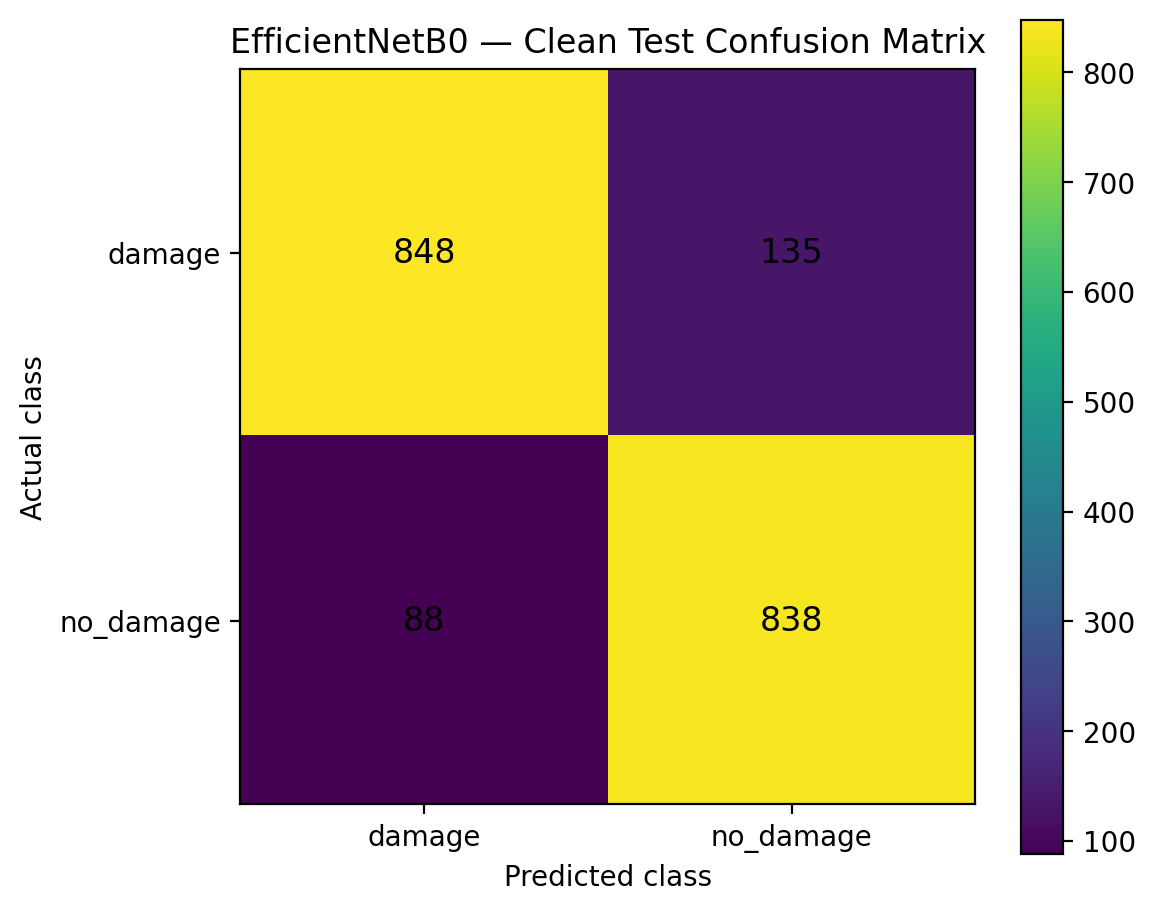 EfficientNetB0 — Clean Test Confusion Matrix
Actual class
damage
no_damage
848
135
88
838
damage
no_damage
Predicted class
800
700
600
500
400
300
200
100